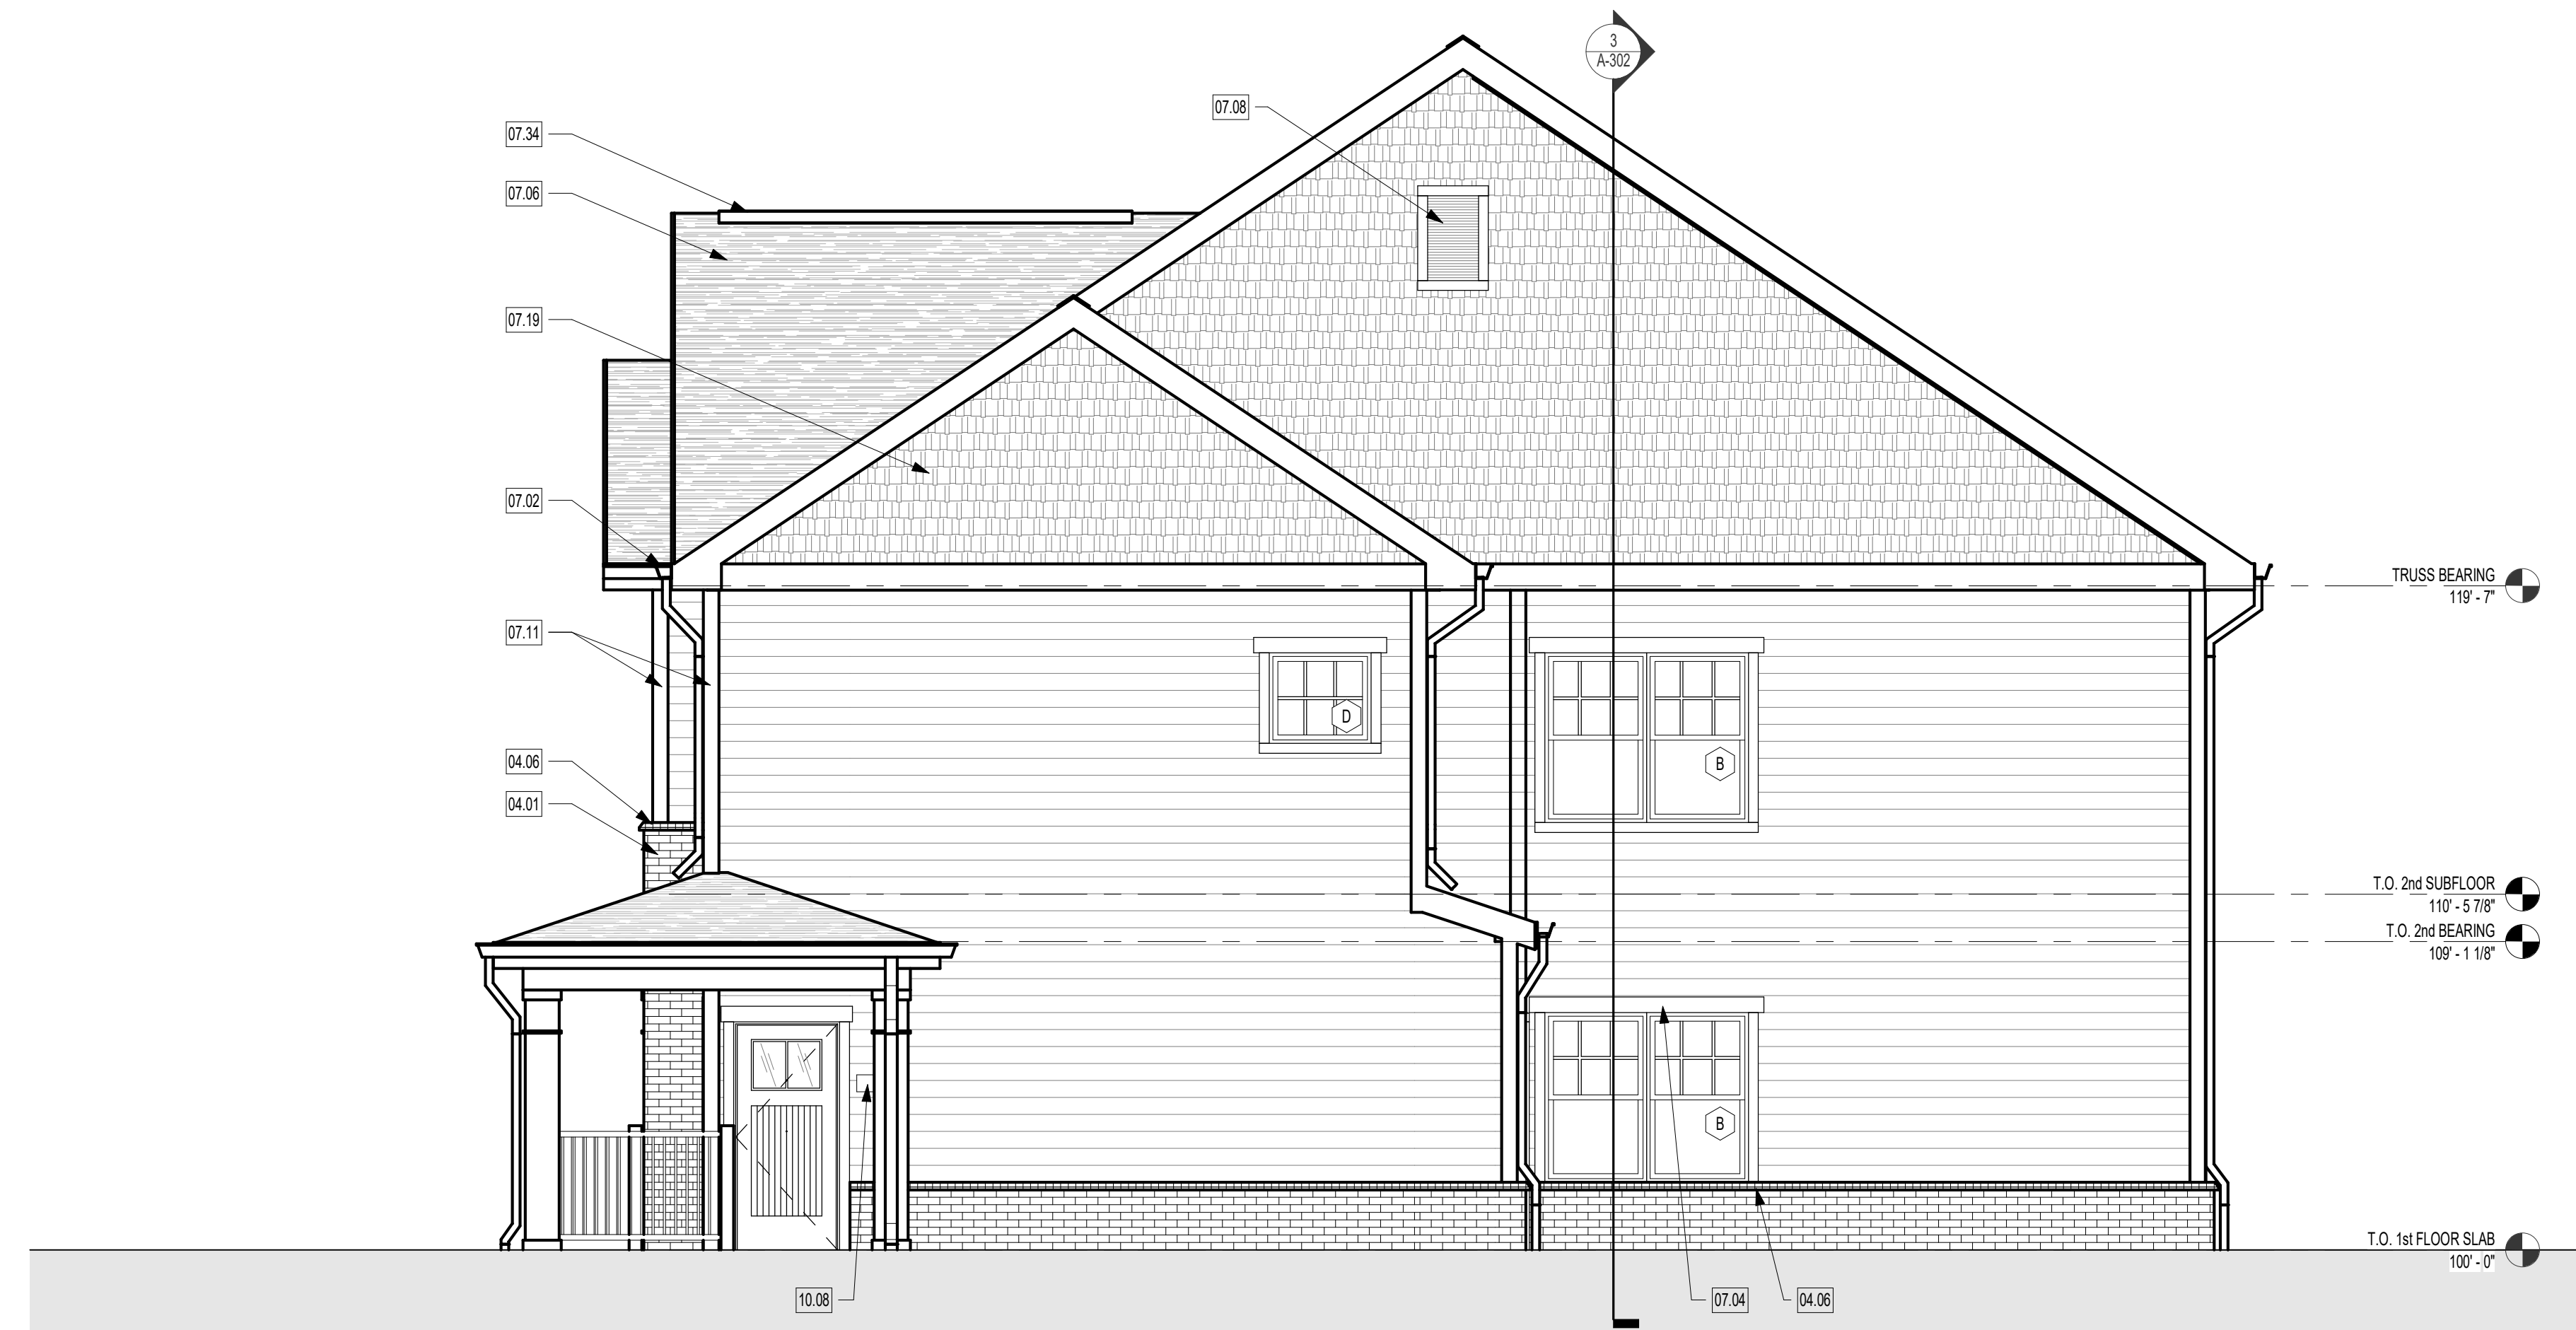 3
A-302
07.08
07.34
07.06
07.19
07.02
TRUSS BEARING
119' - 7"
07.11
D
B
04.06
04.01
T.O. 2nd SUBFLOOR
110' - 5 7/8"
T.O. 2nd BEARING
109' - 1 1/8"
B
T.O. 1st FLOOR SLAB
100' - 0"
10.08
07.04
04.06